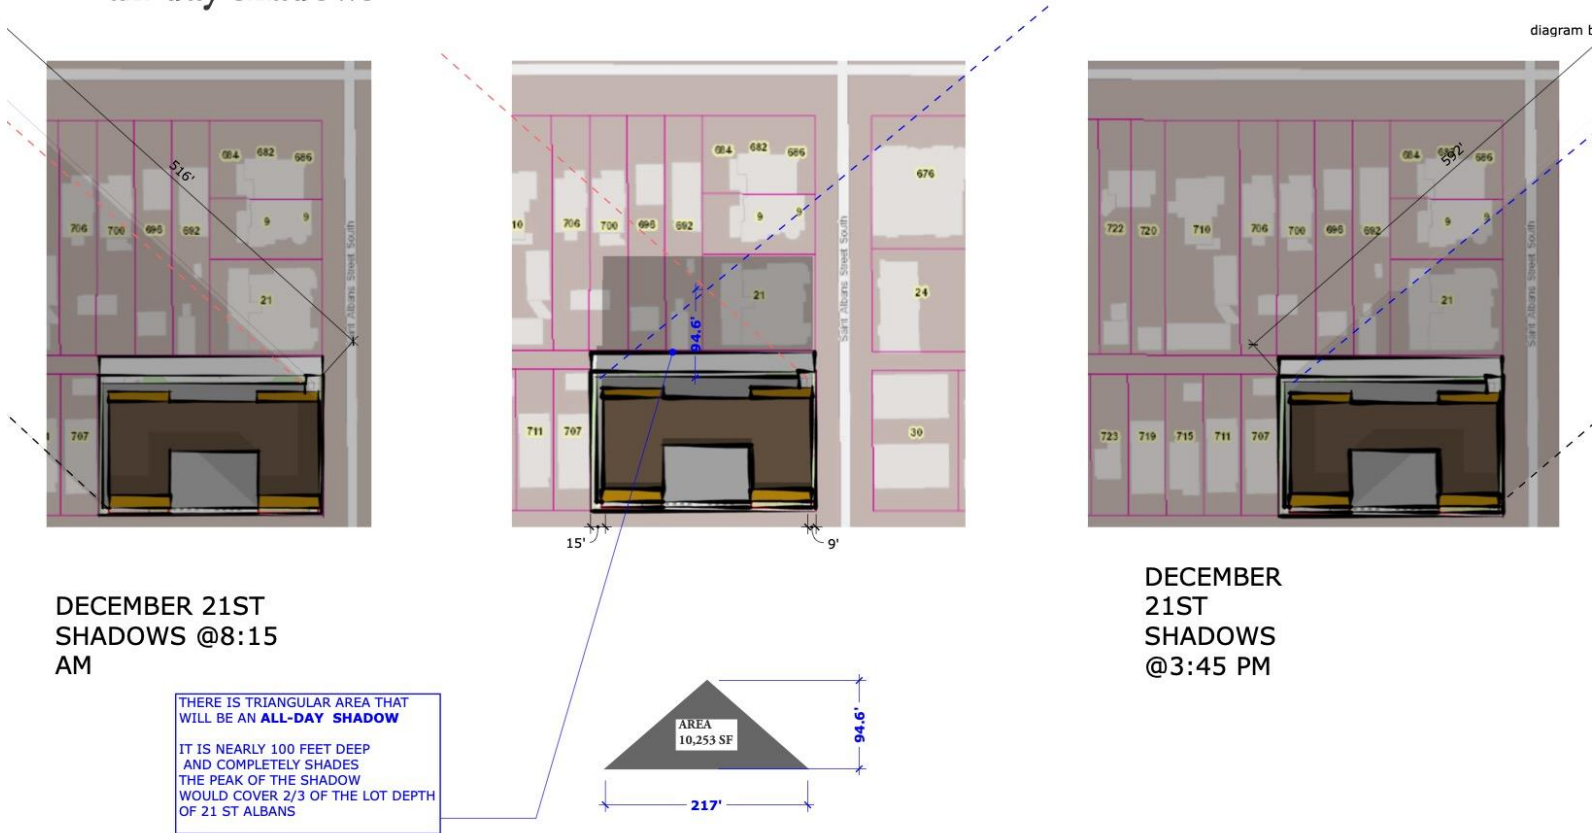 diagram b
516'
684 682 686
9 9
706 700 696 692
21
Saint Albans Street South
707
684 682 686
676
10 706 700 696 692 9 9
21
24
Saint Albans Street South
94.6'
711 707
30
15'
9'
592'
684 686
722 720 710 706 700 696 692 9 9
21
723 719 715 711 707
DECEMBER 21ST
SHADOWS @8:15
AM
DECEMBER
21ST
SHADOWS
@3:45 PM
THERE IS TRIANGULAR AREA THAT
WILL BE AN ALL-DAY SHADOW
IT IS NEARLY 100 FEET DEEP
AND COMPLETELY SHADES
THE PEAK OF THE SHADOW
WOULD COVER 2/3 OF THE LOT DEPTH
OF 21 ST ALBANS
AREA
10,253 SF
94.6'
217'